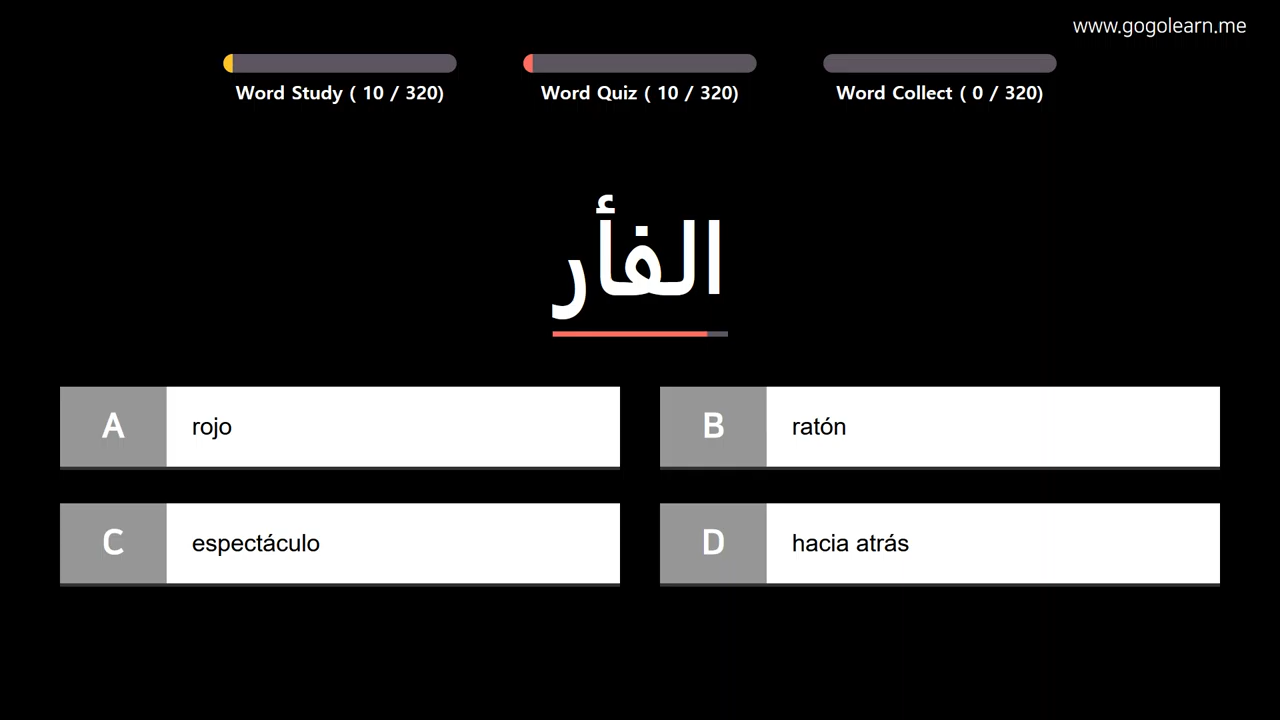 www.gogolearn.me
Word Study ( 10 / 320)
Word Quiz ( 10 / 320)
Word Collect ( 0 / 320)
الفأر
A rojo
B ratón
C espectáculo
D hacia atrás